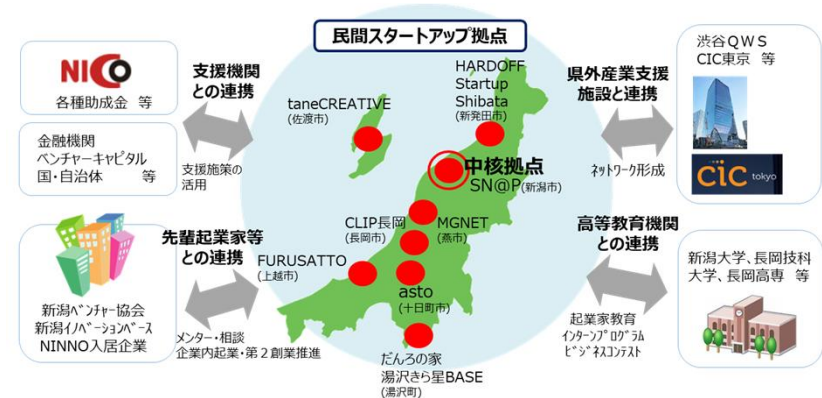 民間スタートアップ拠点
NICO
各種助成金 等
金融機関
ベンチャーキャピタル
国・自治体 等
支援機関
との連携
支援施策の
活用
taneCREATIVE
(佐渡市)
HARDOFF
Startup
Shibata
(新発田市)
中核拠点
SN@P(新潟市)
県外産業支援
施設と連携
ﾈｯﾄﾜｰｸ形成
渋谷QWS
CIC東京 等
cic tokyo
CLIP長岡
(長岡市)
MGNET
(燕市)
FURUSATTO
(上越市)
asto
(十日町市)
だんろの家
湯沢きら星BASE
(湯沢町)
先輩起業家等
との連携
メンター・相談
企業内起業・第２創業推進
新潟ﾍﾞﾝﾁｬｰ協会
新潟ｲﾉﾍﾞｰｼｮﾝﾍﾞｰｽ
NINNO入居企業
高等教育機関
との連携
起業家教育
ｲﾝﾀｰﾝﾌﾟﾛｸﾞﾗﾑ
ﾋﾞｼﾞﾈｽｺﾝﾃｽﾄ
新潟大学、長岡技科
大学、長岡高専 等